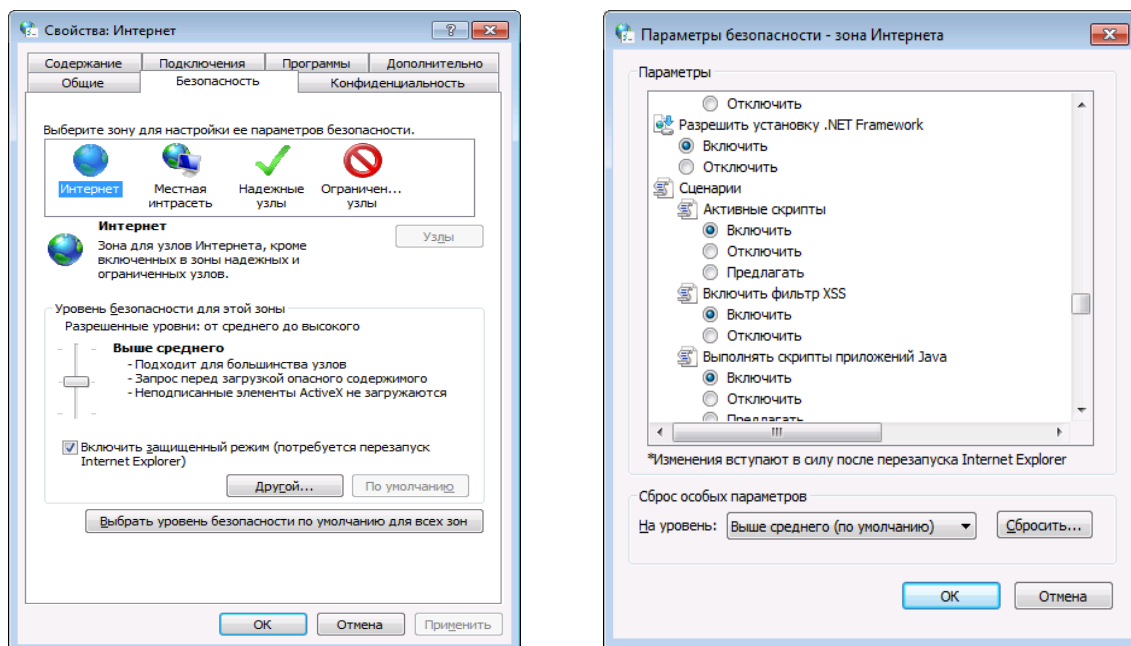 Свойства: Интернет
Содержание
Подключения
Программы
Дополнительно
Общие
Безопасность
Конфиденциальность
Выберите зону для настройки ее параметров безопасности.
Интернет
Местная
интрасеть
Надежные
узлы
Ограничен...
узлы
Интернет
Зона для узлов Интернета, кроме
включенных в зоны надежных и
ограниченных узлов.
Узлы
Уровень безопасности для этой зоны
Разрешенные уровни: от среднего до высокого
Выше среднего
- Подходит для большинства узлов
- Запрос перед загрузкой опасного содержимого
- Неподписанные элементы ActiveX не загружаются
Включить защищенный режим (потребуется перезапуск
Internet Explorer)
Другой...
По умолчанию
Выбрать уровень безопасности по умолчанию для всех зон
ОК
Отмена
Применить
Параметры безопасности - зона Интернета
Параметры
Отключить
Разрешить установку .NET Framework
Включить
Отключить
Сценарии
Активные скрипты
Включить
Отключить
Предлагать
Включить фильтр XSS
Включить
Отключить
Выполнять скрипты приложений Java
Включить
Отключить
Предлагать
*Изменения вступают в силу после перезапуска Internet Explorer
Сброс особых параметров
На уровень:
Выше среднего (по умолчанию)
Сбросить...
ОК
Отмена